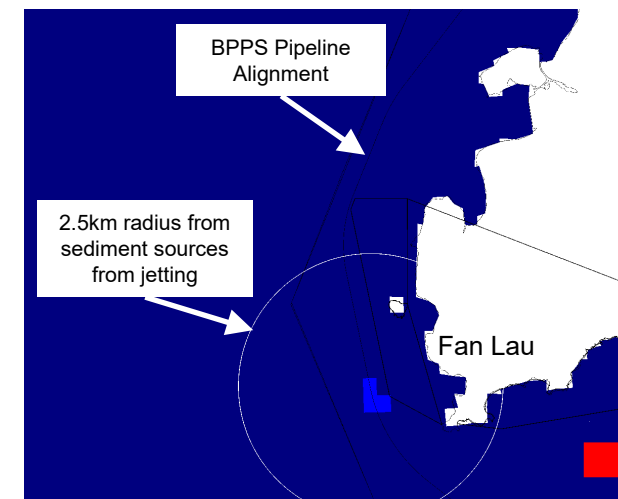 BPPS Pipeline
Alignment
2.5km radius from
sediment sources
from jetting
Fan Lau